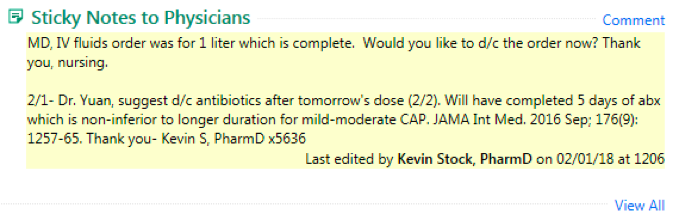 Sticky Notes to Physicians
Comment
MD, IV fluids order was for 1 liter which is complete.  Would you like to d/c the order now? Thank
you, nursing.
2/1- Dr. Yuan, suggest d/c antibiotics after tomorrow's dose (2/2). Will have completed 5 days of abx
which is non-inferior to longer duration for mild-moderate CAP. JAMA Int Med. 2016 Sep; 176(9):
1257-65. Thank you- Kevin S, PharmD x5636
Last edited by Kevin Stock, PharmD on 02/01/18 at 1206
View All